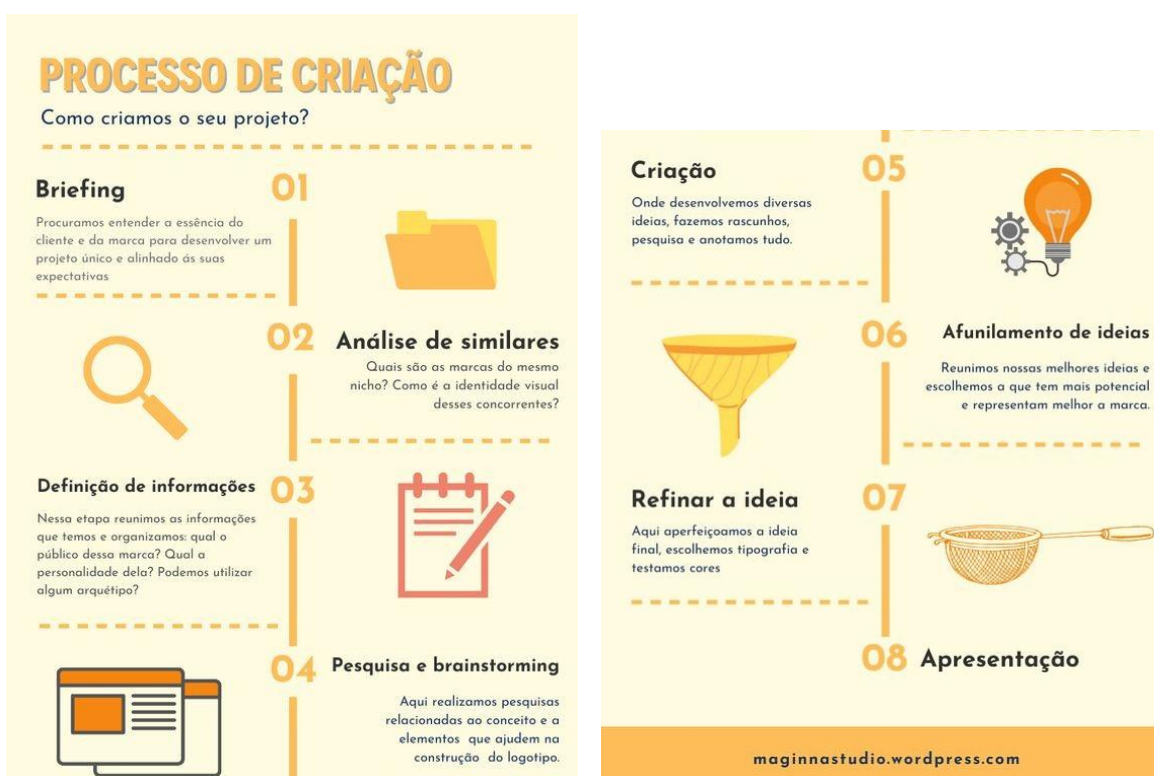 PROCESSO DE CRIAÇÃO
Como criamos o seu projeto?
01
Briefing
Procuramos entender a essência do
cliente e da marca para desenvolver um
projeto único e alinhado ás suas
expectativas
02
Análise de similares
Quais são as marcas do mesmo
nicho? Como é a identidade visual
desses concorrentes?
Definição de informações
03
Nessa etapa reunimos as informações
que temos e organizamos: qual o
público dessa marca? Qual a
personalidade dela? Podemos utilizar
algum arquétipo?
04
Pesquisa e brainstorming
Aqui realizamos pesquisas
relacionadas ao conceito e a
elementos que ajudem na
construção do logotipo.
Criação
05
Onde desenvolvemos diversas
ideias, fazemos rascunhos,
pesquisa e anotamos tudo.
06
Afunilamento de ideias
Reunimos nossas melhores ideias e
escolhemos a que tem mais potencial
e representam melhor a marca.
Refinar a ideia
07
Aqui aperfeiçoamos a ideia
final, escolhemos tipografia e
testamos cores
08
Apresentação
maginnastudio.wordpress.com